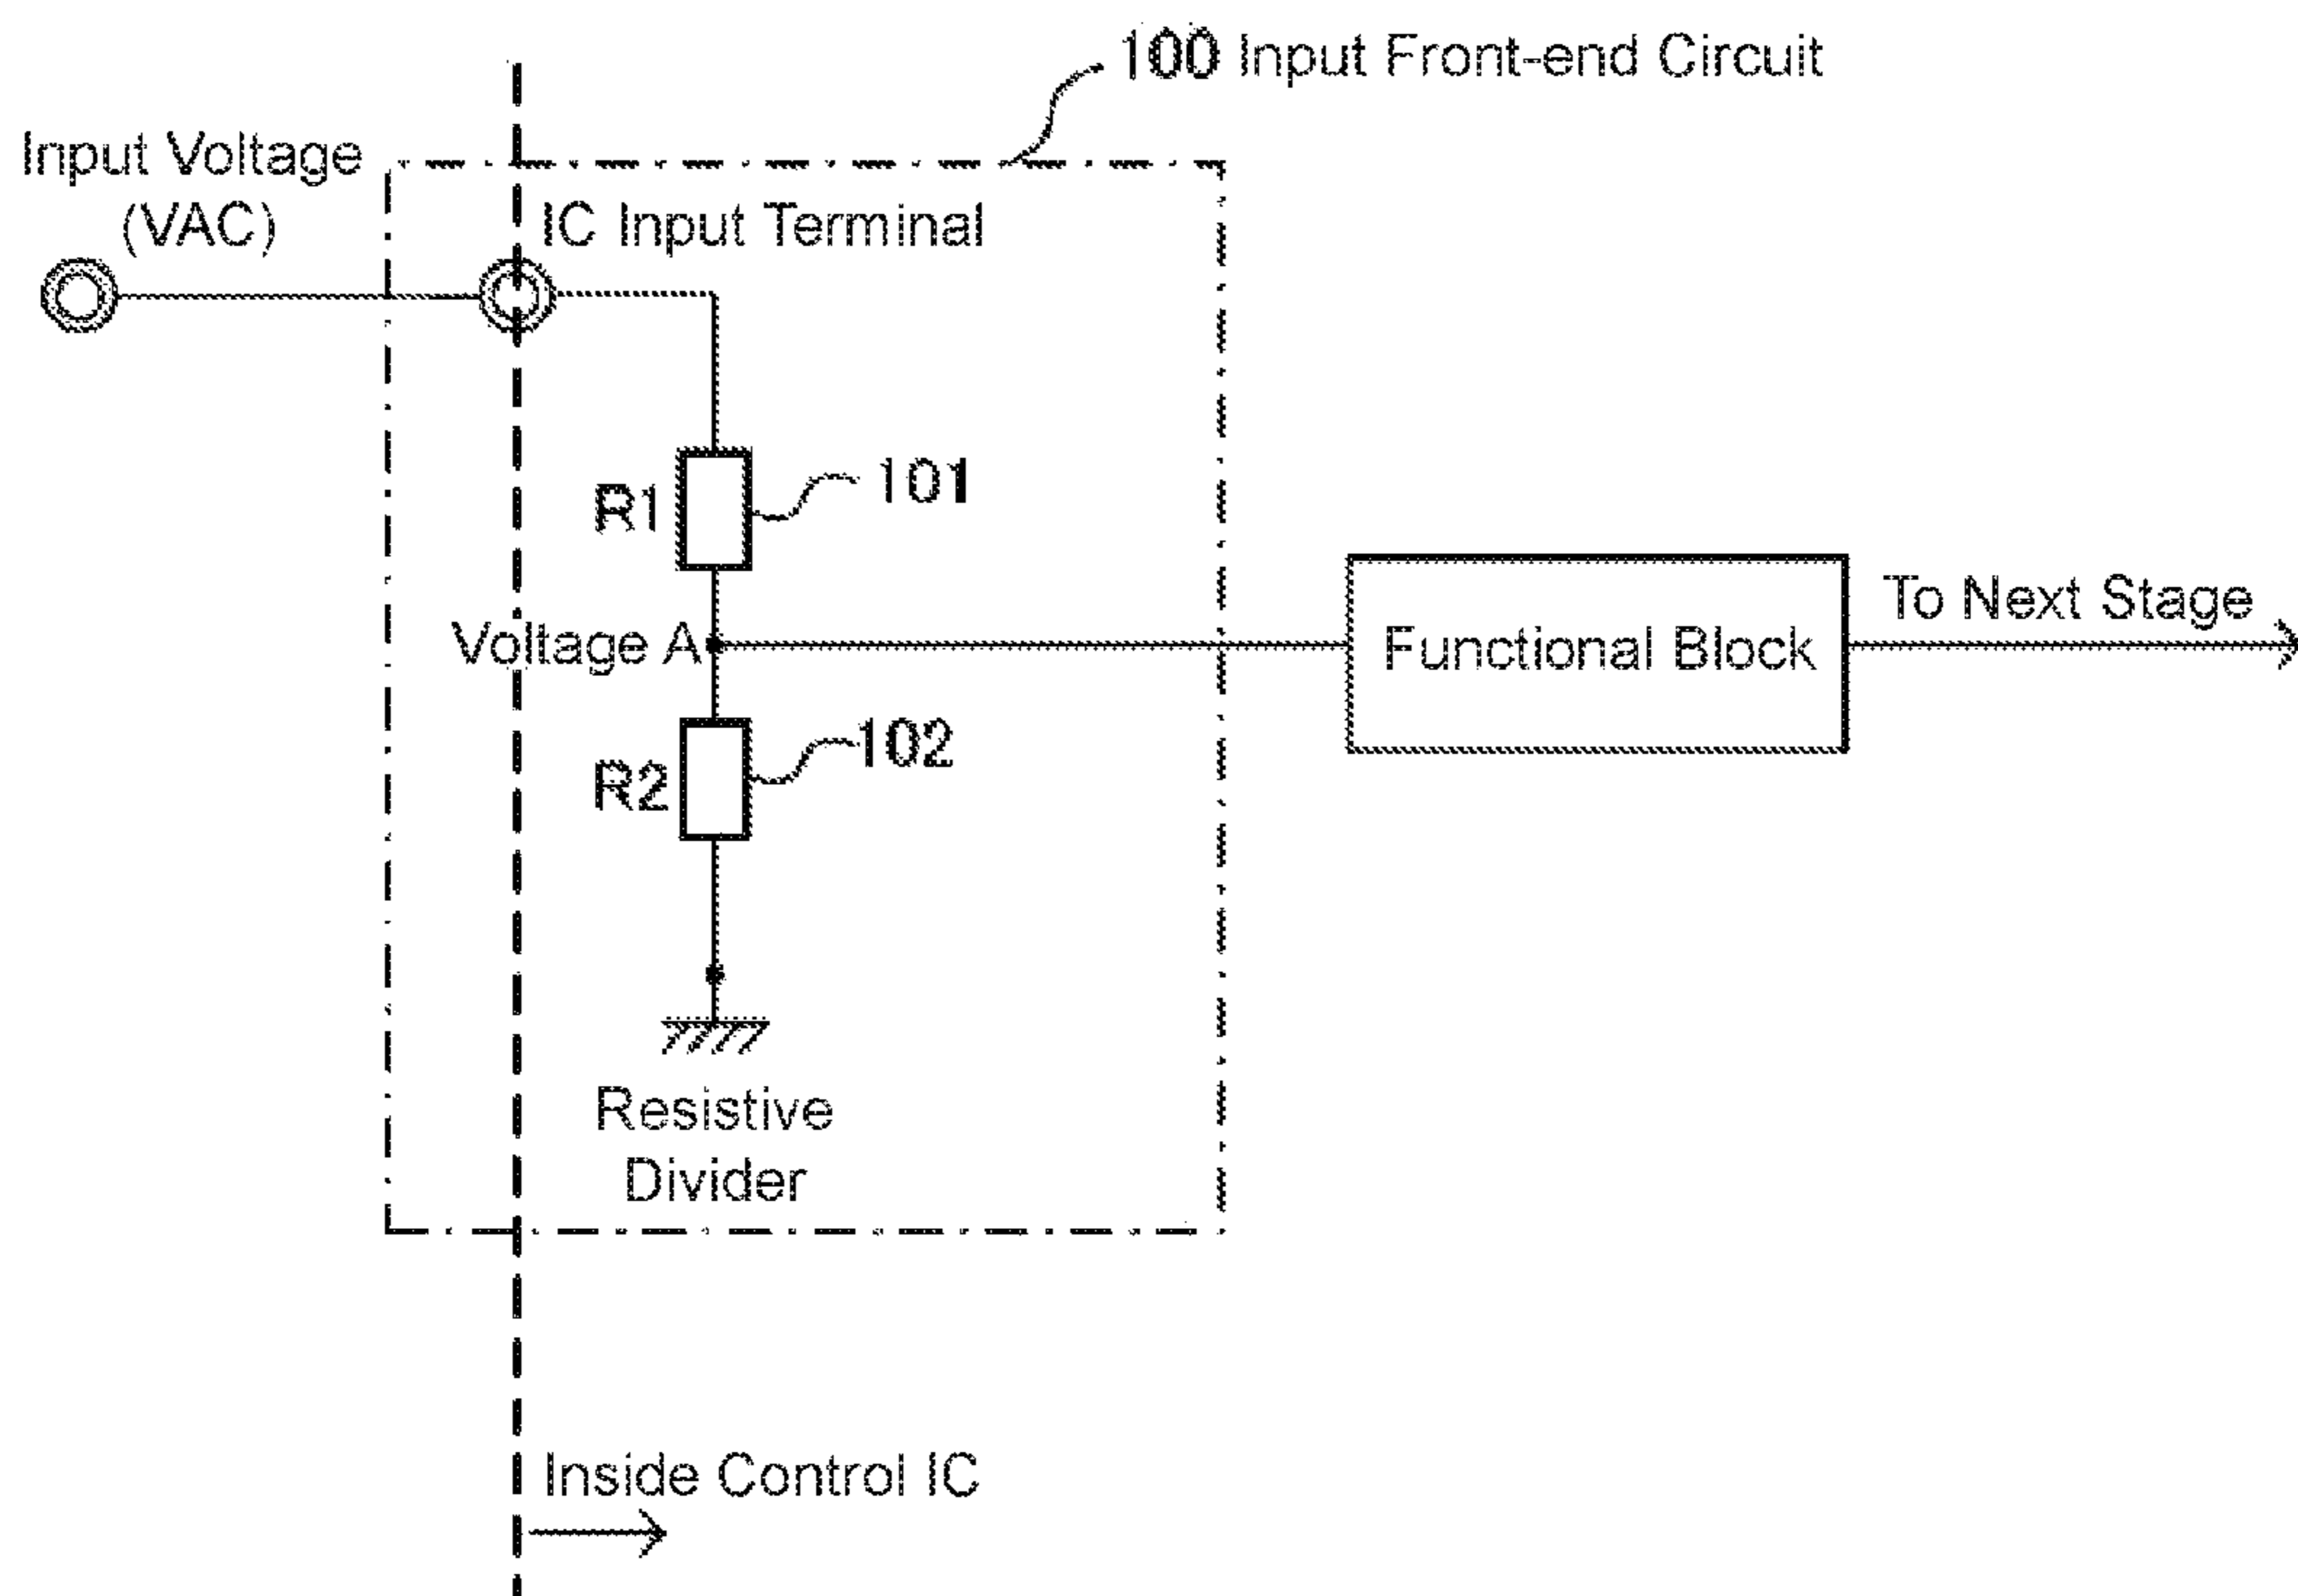 100 Input Front-end Circuit
Input Voltage
(VAC)
IC Input Terminal
R1
101
Voltage A
Functional Block
To Next Stage
R2
102
Resistive
Divider
Inside Control IC